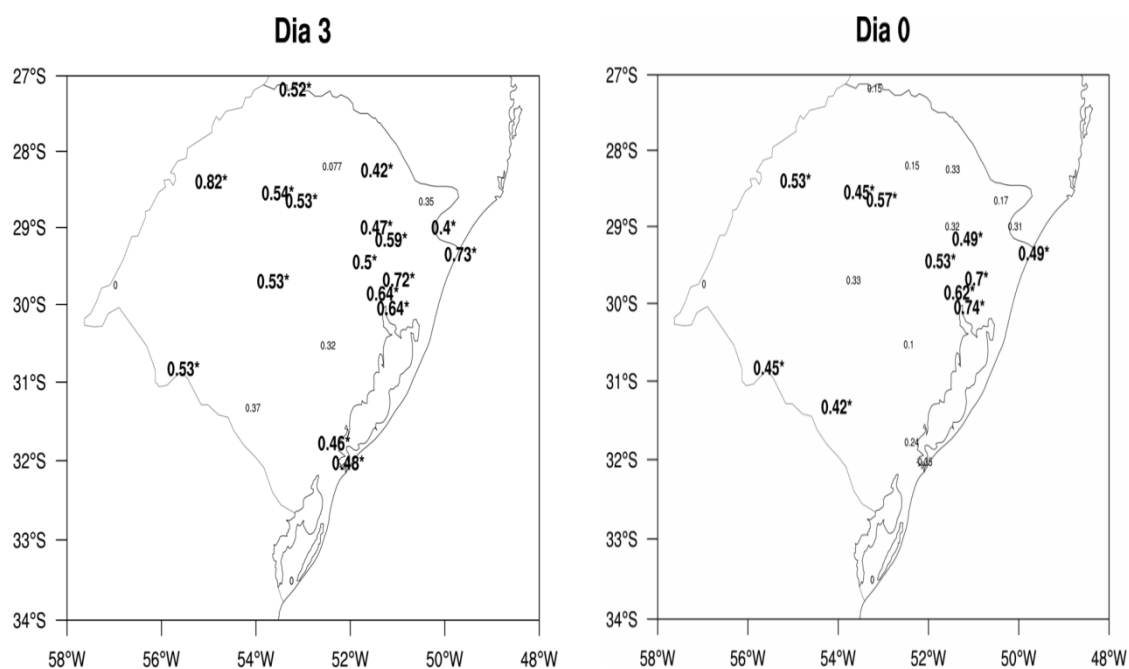 Dia 3
27°S
28°S
29°S
30°S
31°S
32°S
33°S
34°S
58°W
56°W
54°W
52°W
50°W
48°W
0.52*
0.077
0.42*
0.82*
0.54*
0.53*
0.35
0.47*
0.4*
0.59*
0.73*
0.5*
0.53*
0.72*
0
0.64*
0.64*
0.32
0.53*
0.37
0.46*
0.48*
0
Dia 0
27°S
28°S
29°S
30°S
31°S
32°S
33°S
34°S
58°W
56°W
54°W
52°W
50°W
48°W
0.15
0.15
0.33
0.53*
0.45*
0.57*
0.17
0.32
0.31
0.49*
0.49*
0.53*
0.33
0.7*
0
0.62*
0.74*
0.1
0.45*
0.42*
0.24
0